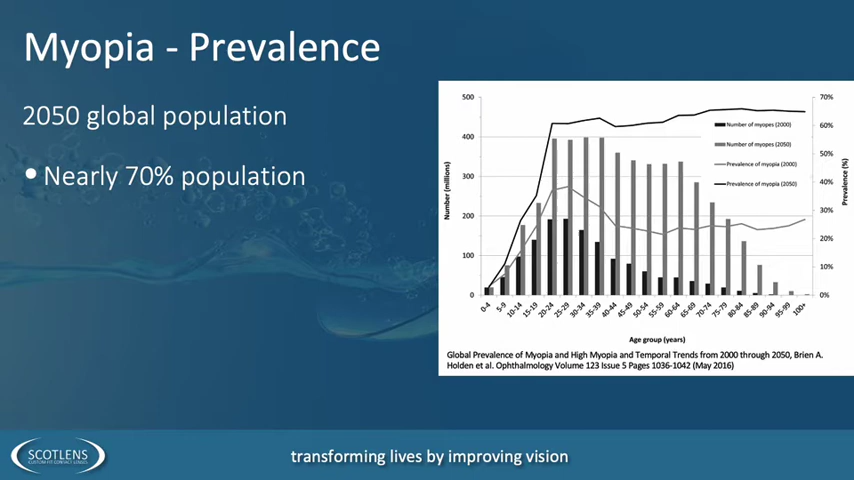 Myopia - Prevalence
2050 global population
• Nearly 70% population
500
400
300
200
100
0
Number (millions)
70%
60%
50%
40%
30%
20%
10%
0%
Prevalence (%)
Number of myopes (2000)
Number of myopes (2050)
Prevalence of myopia (2000)
Prevalence of myopia (2050)
0-4
5-9
10-14
15-19
20-24
25-29
30-34
35-39
40-44
45-49
50-54
55-59
60-64
65-69
70-74
75-79
80-84
85-89
90-94
95-99
100+
Age group (years)
Global Prevalence of Myopia and High Myopia and Temporal Trends from 2000 through 2050, Brien A.
Holden et al. Ophthalmology Volume 123 Issue 5 Pages 1036-1042 (May 2016)
SCOTLENS
CUSTOM-FIT CONTACT LENSES
transforming lives by improving vision